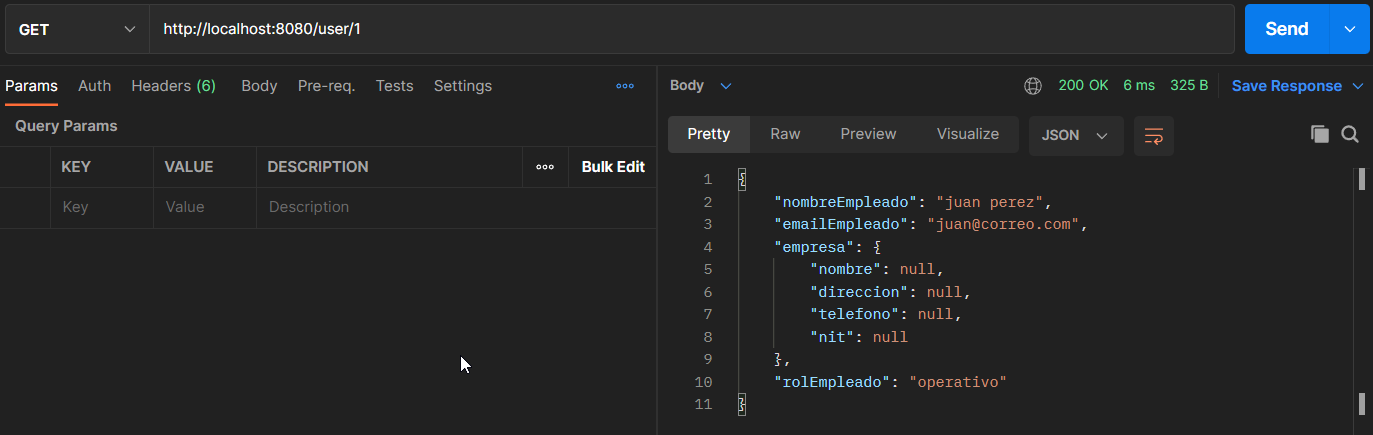 GET http://localhost:8080/user/1 Send
Params Auth Headers (6) Body Pre-req. Tests Settings
Query Params
KEY VALUE DESCRIPTION Bulk Edit
Key Value Description
Body 200 OK 6 ms 325 B Save Response
Pretty Raw Preview Visualize JSON
1 {
2 "nombreEmpleado": "juan perez",
3 "emailEmpleado": "juan@correo.com",
4 "empresa": {
5 "nombre": null,
6 "direccion": null,
7 "telefono": null,
8 "nit": null
9 },
10 "rolEmpleado": "operativo"
11 }